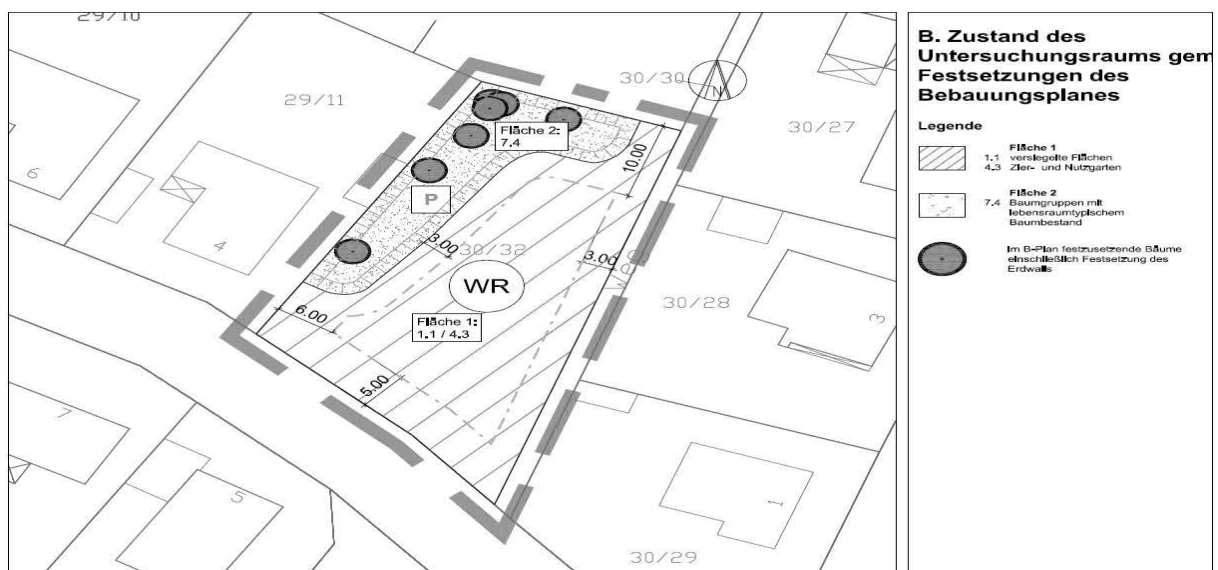 29/10
30/30
N
29/11
30/27
Fläche 2:
7.4
10.00
6
P
4
3.00
30/32
3.00
WR
30/28
6.00
Fläche 1:
1.1 / 4.3
3
5.00
7
5
1
30/29
B. Zustand des
Untersuchungsraums gem
Festsetzungen des
Bebauungsplanes
Legende
Fläche 1
1.1 versiegelte Flächen
4.3 Zier- und Nutzgarten
Fläche 2
7.4 Baumgruppen mit
lebensraumtypischem
Baumbestand
Im B-Plan festzusetzende Bäume
einschließlich Festsetzung des
Erdwalls